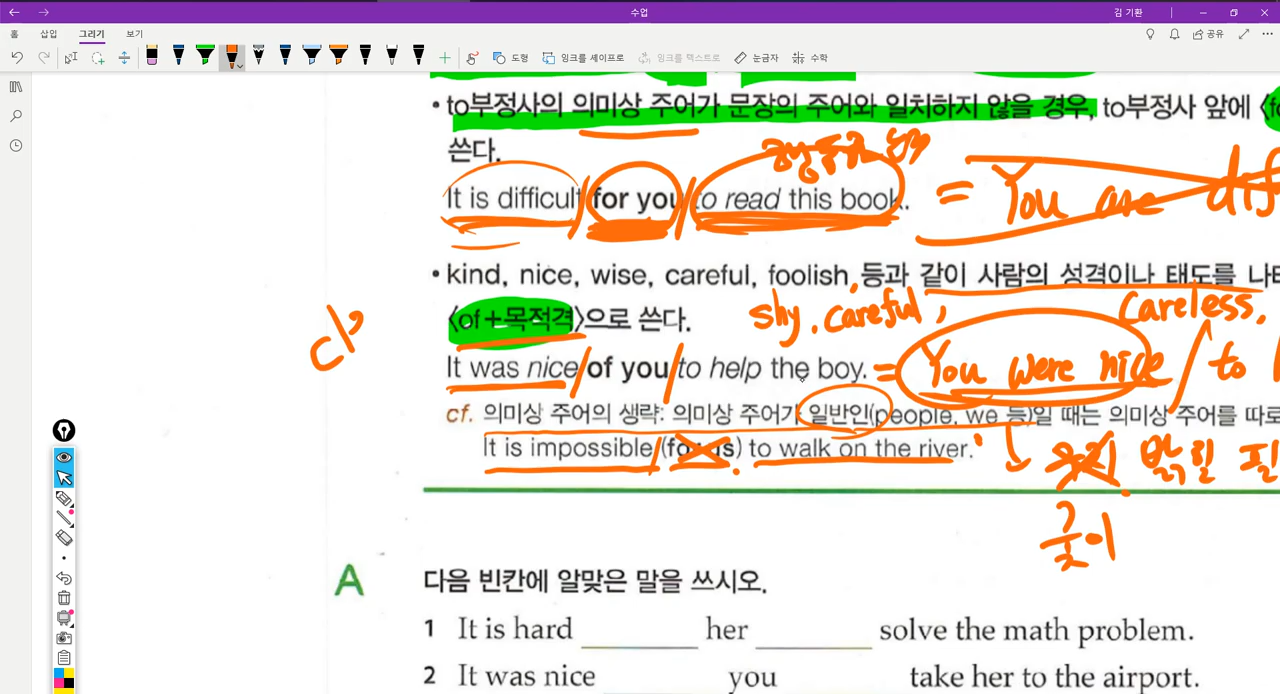 수업
김 기환
홈 삽입 그리기 보기
공유
도형 잉크를 셰이프로 잉크를 텍스트로 눈금자 수학
• to부정사의 의미상 주어가 문장의 주어와 일치하지 않을 경우, to부정사 앞에
쓴다.
It is difficult for you to read this book. = You are
• kind, nice, wise, careful, foolish 등과 같이 사람의 성격이나 태도를
shy, careful, careless,
〈of+목적격〉으로 쓴다.
It was nice of you to help the boy. = You were nice to
cf. 의미상 주어의 생략: 의미상 주어가 일반인(people, we 등)일 때는 의미상 주어를
It is impossible (for us) to walk on the river.
A 다음 빈칸에 알맞은 말을 쓰시오.
1 It is hard ________ her ________ solve the math problem.
2 It was nice ________ you ________ take her to the airport.